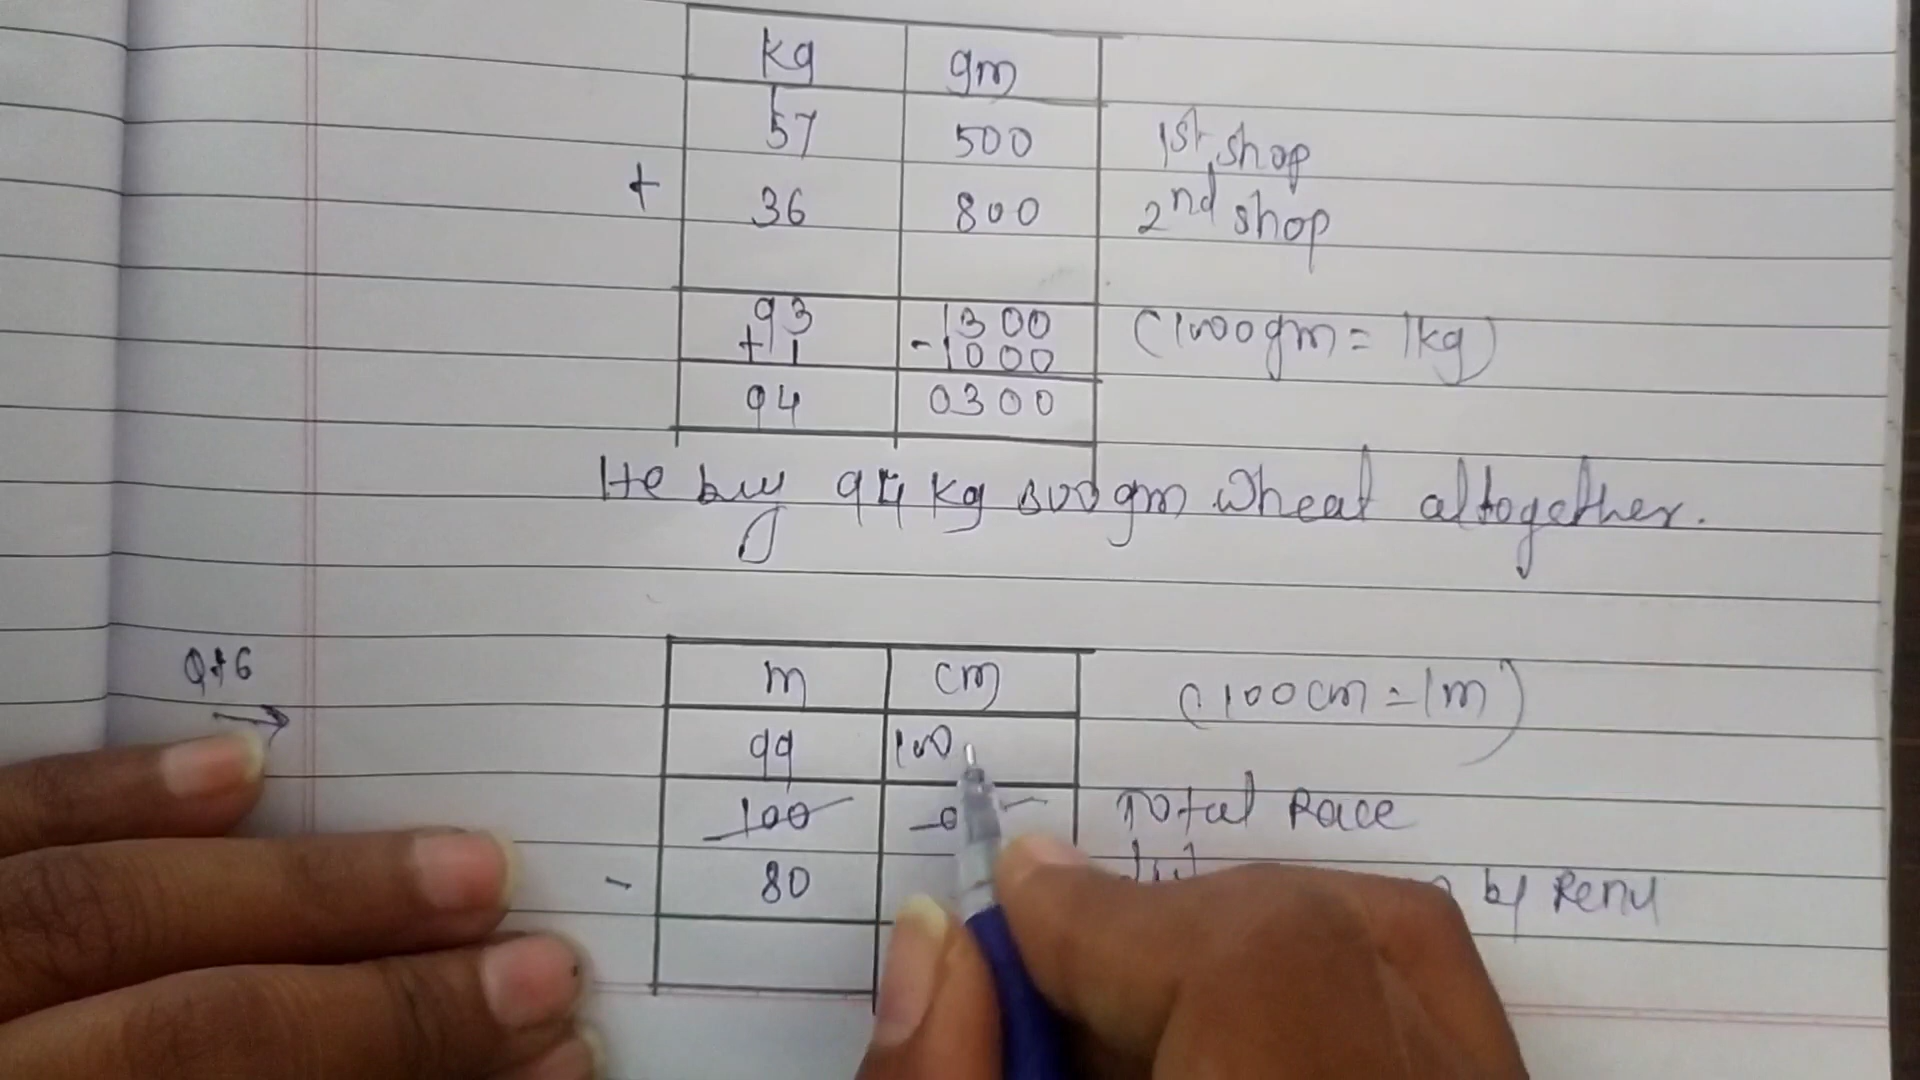 kg gm
57 500 1st shop
+ 36 800 2nd shop
93 1300 (1000gm = 1kg)
+ 1 - 1000
94 0300
He buy 94 kg 300 gm wheat altogether.
Q.6
m cm (100cm = 1m)
99 100
100 Total Race
- 80 by Renu